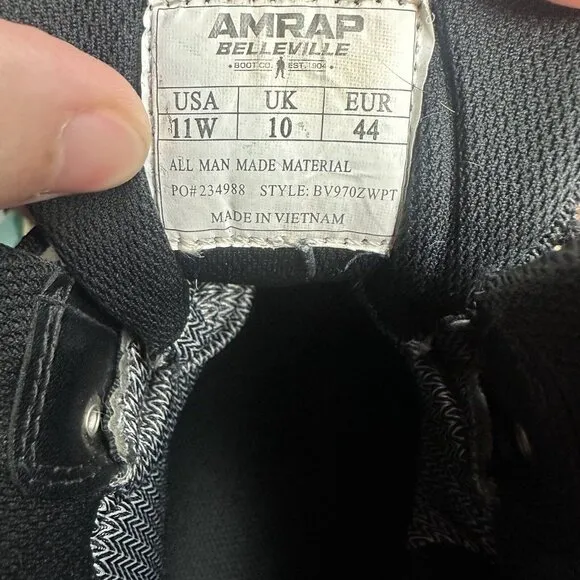 AMRAP
BELLEVILLE
• BOOT CO. EST. 1904 •
USA UK EUR
11W 10 44
ALL MAN MADE MATERIAL
PO#234988 STYLE: BV970ZWPT
MADE IN VIETNAM